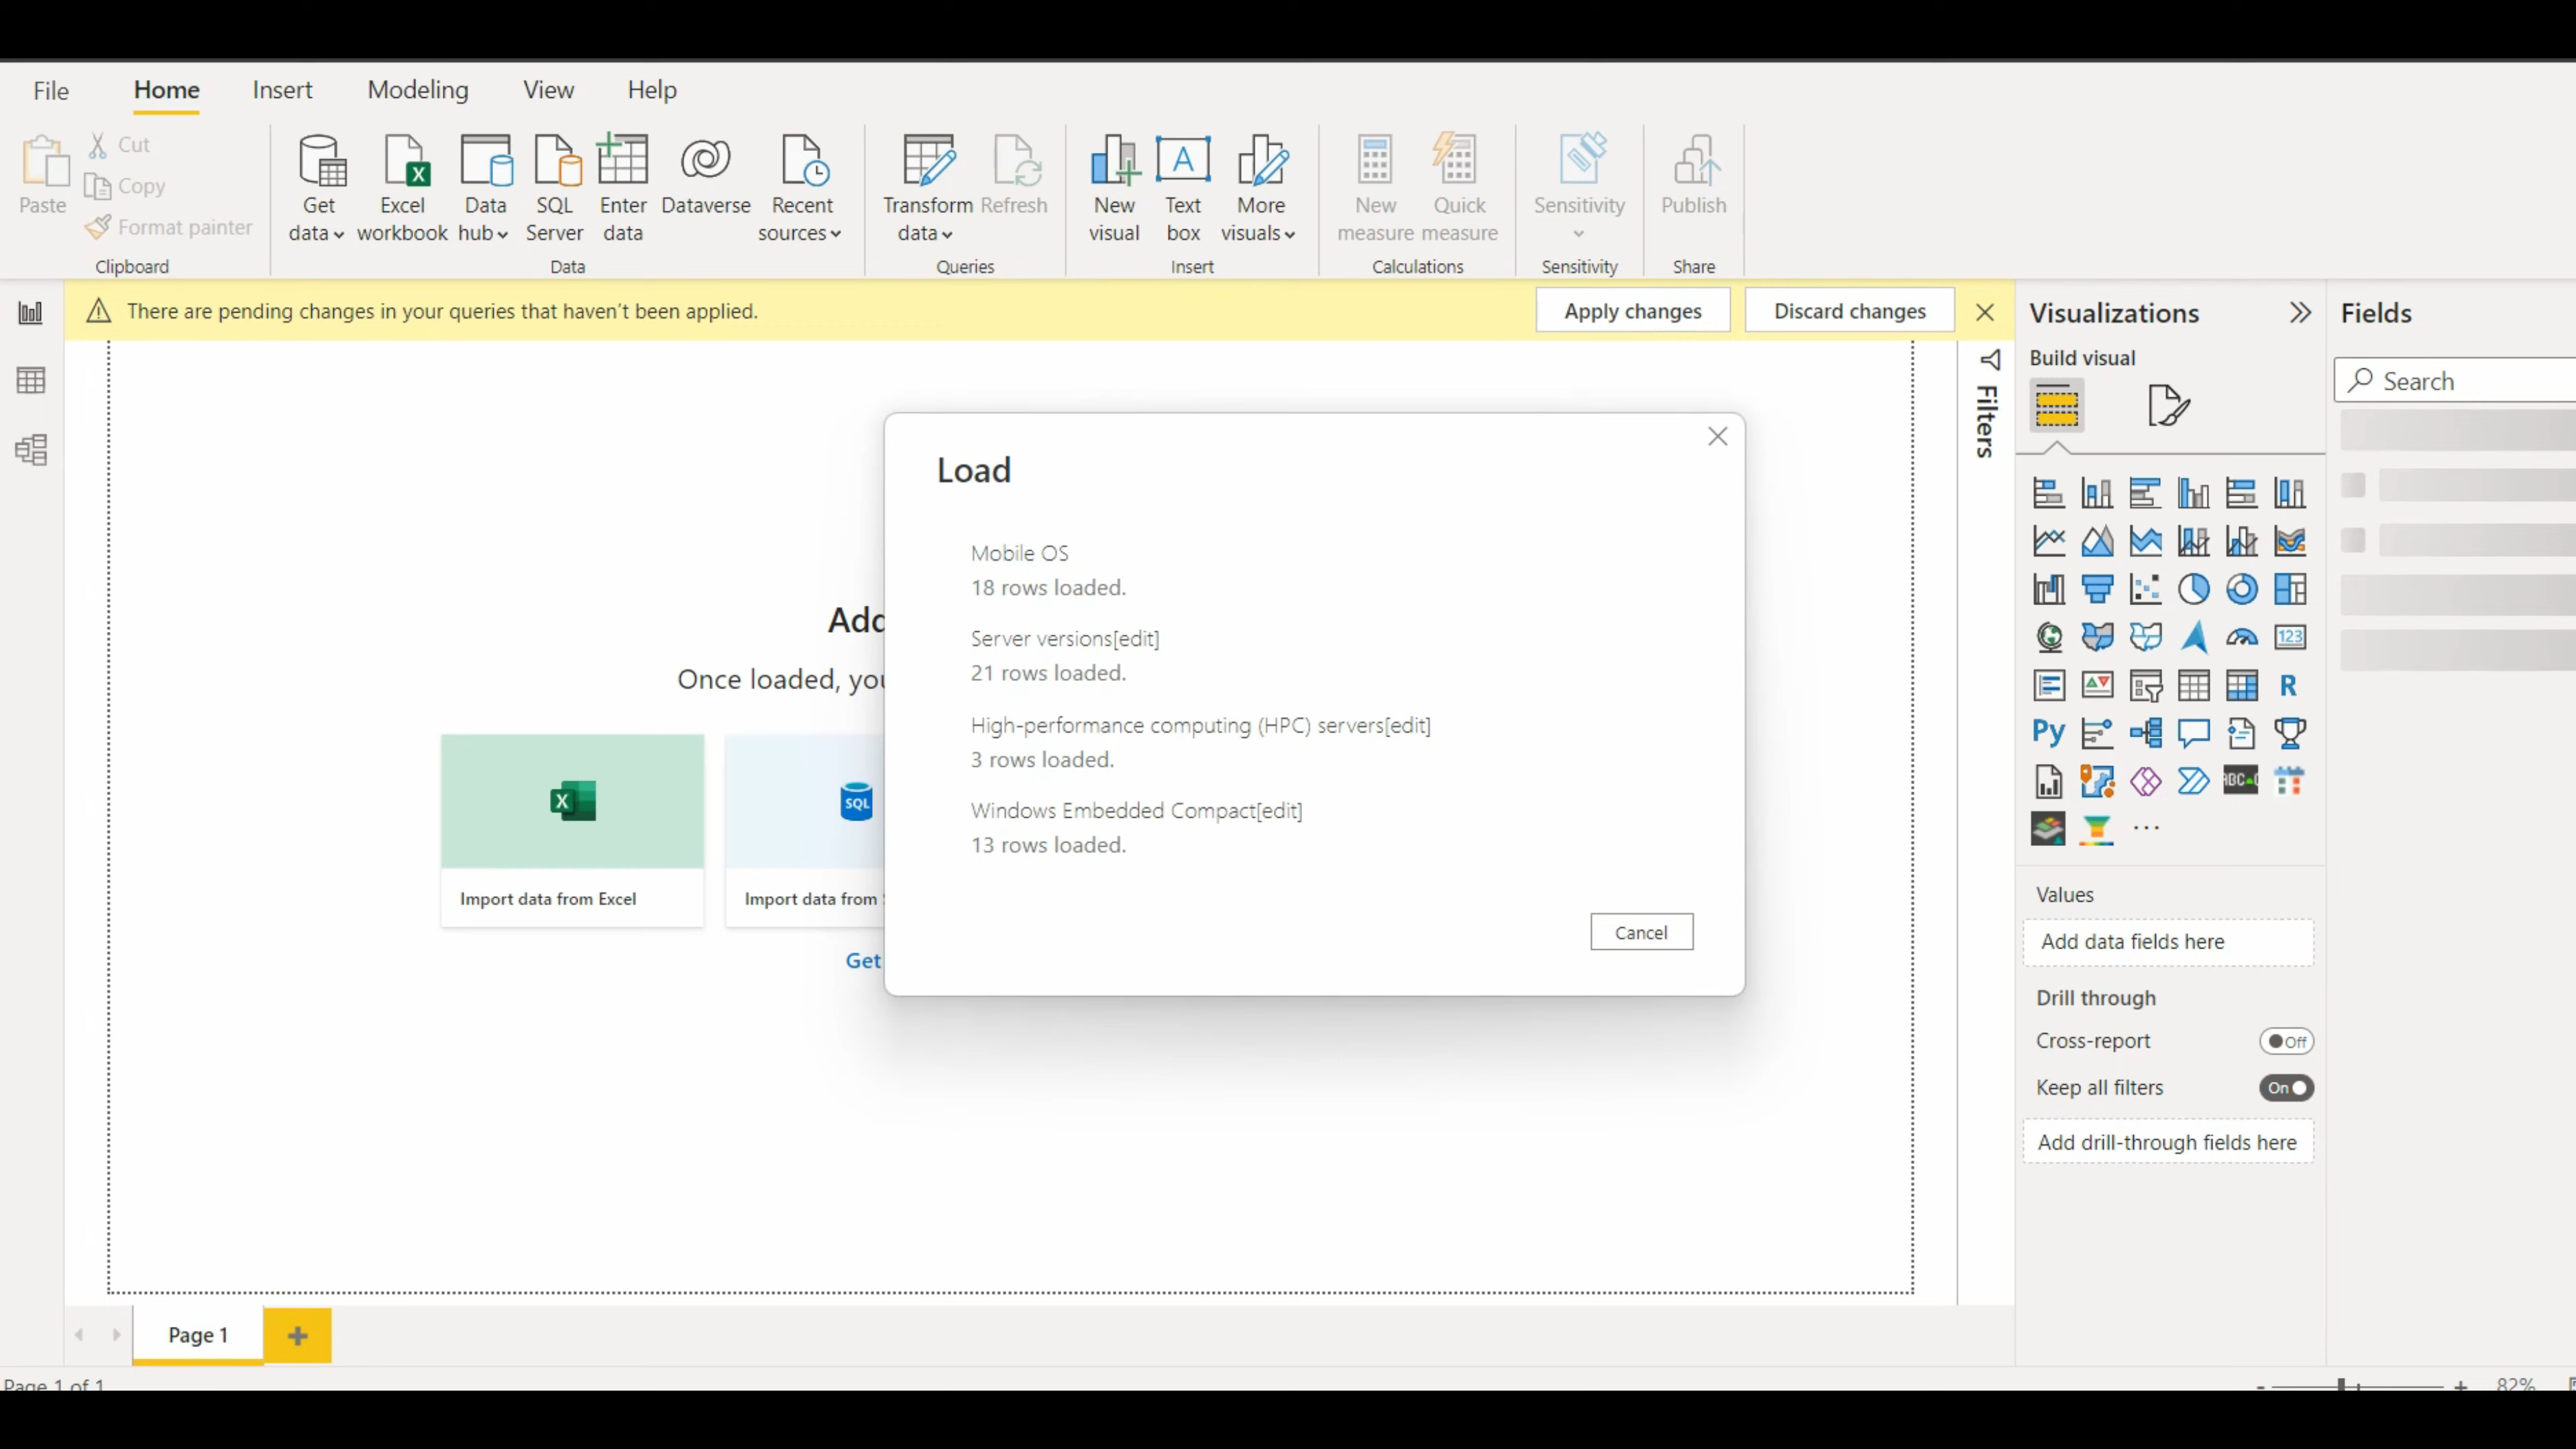 File Home Insert Modeling View Help
Paste
Cut
Copy
Format painter
Clipboard
Get data
Excel workbook
Data hub
SQL Server
Enter data
Dataverse
Recent sources
Data
Transform data
Refresh
Queries
New visual
Text box
More visuals
Insert
New measure
Quick measure
Calculations
Sensitivity
Sensitivity
Publish
Share
There are pending changes in your queries that haven't been applied.
Apply changes
Discard changes
Filters
Add
Once loaded, you
X
Import data from Excel
SQL
Import data from
Get
Load
Mobile OS
18 rows loaded.
Server versions[edit]
21 rows loaded.
High-performance computing (HPC) servers[edit]
3 rows loaded.
Windows Embedded Compact[edit]
13 rows loaded.
Cancel
Visualizations
Build visual
123
R
Py
Values
Add data fields here
Drill through
Cross-report
Off
Keep all filters
On
Add drill-through fields here
Fields
Search
Page 1
Page 1 of 1
82%